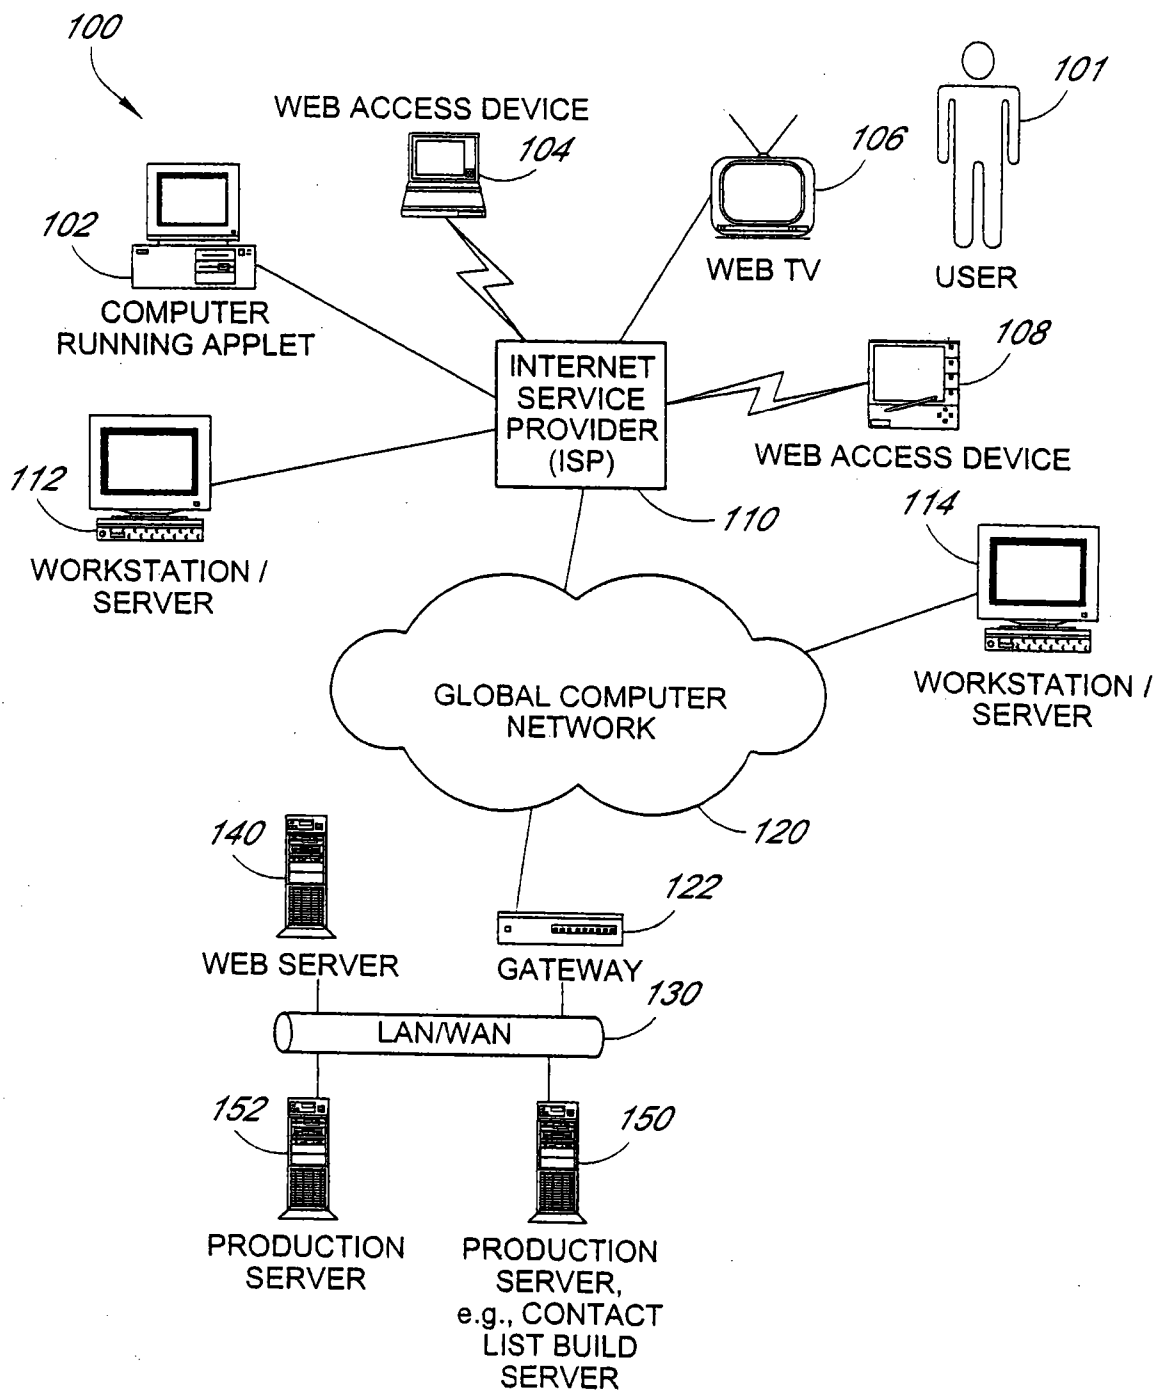 100
WEB ACCESS DEVICE
104
106
101
102
WEB TV
USER
COMPUTER
RUNNING APPLET
108
INTERNET
SERVICE
PROVIDER
(ISP)
WEB ACCESS DEVICE
112
110
114
WORKSTATION /
SERVER
GLOBAL COMPUTER
NETWORK
WORKSTATION /
SERVER
120
140
122
WEB SERVER
GATEWAY
130
LAN/WAN
152
150
PRODUCTION
SERVER
PRODUCTION
SERVER,
e.g., CONTACT
LIST BUILD
SERVER